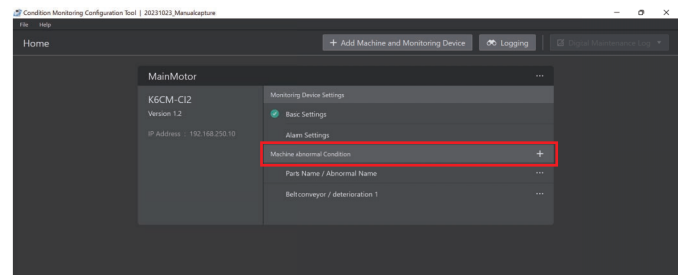 Condition Monitoring Configuration Tool | 20231023_Manualcapture
File Help
Home
+ Add Machine and Monitoring Device
Logging
Digital Maintenance Log
MainMotor
K6CM-CI2
Version 1.2
IP Address : 192.168.250.10
Monitoring Device Settings
Basc Settings
Alam Settings
Machine abnormal Condition
Parts Name / Abnormal Name
Beltconveyor / deterioration 1